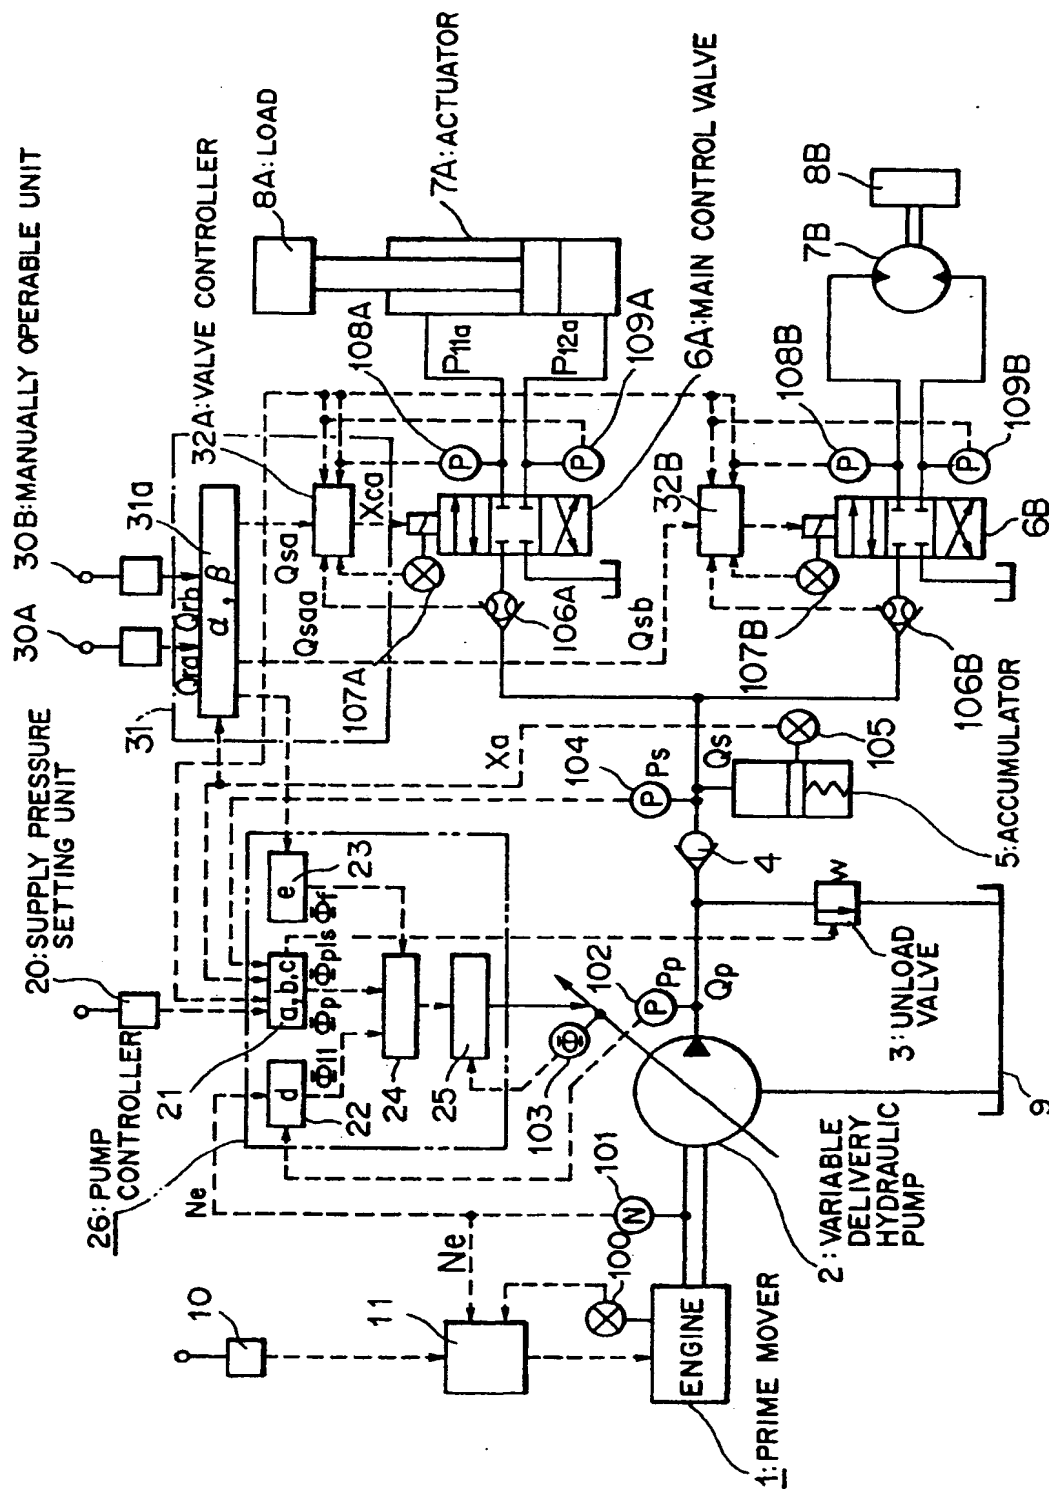 20:SUPPLY PRESSURE
SETTING UNIT
30A
30B:MANUALLY OPERABLE UNIT
10
26:PUMP
CONTROLLER
31
Qra
Qrb
31a
α, β
32A:VALVE CONTROLLER
8A:LOAD
7A:ACTUATOR
11
Ne
Ne
21
d
22
a,b,c
e
23
Φll
Φpi
Φpls
Φf
24
25
Qsaa
Qsa
Xca
108A
P11a
P12a
109A
6A:MAIN CONTROL VALVE
107A
106A
Xa
104
P
Ps
P
P
103
Φ
102
P
Pp
Qp
101
N
100
ENGINE
1:PRIME MOVER
2:VARIABLE
DELIVERY
HYDRAULIC
PUMP
3:UNLOAD
VALVE
W
9
4
Qs
105
5:ACCUMULATOR
Qsb
32B
107B
106B
108B
P
P
109B
6B
7B
8B